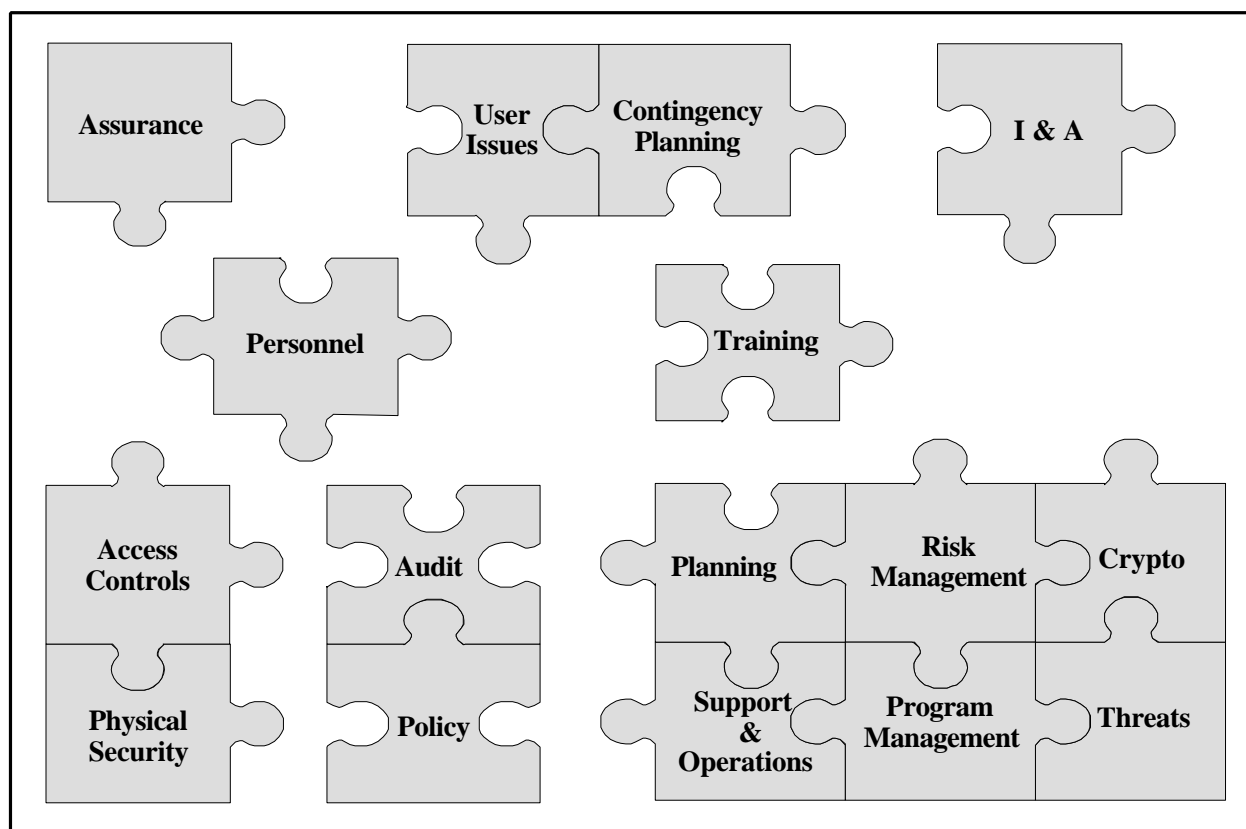 Assurance
User
Issues
Contingency
Planning
I & A
Personnel
Training
Access
Controls
Audit
Planning
Risk
Management
Crypto
Physical
Security
Policy
Support
&
Operations
Program
Management
Threats